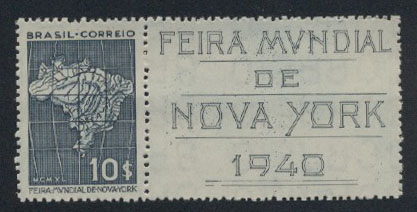 BRASIL-CORREIO
MCMXL
10$
FEIRA MVNDIAL DE NOVA YORK
FEIRA MVNDIAL
DE
NOVA YORK
1940